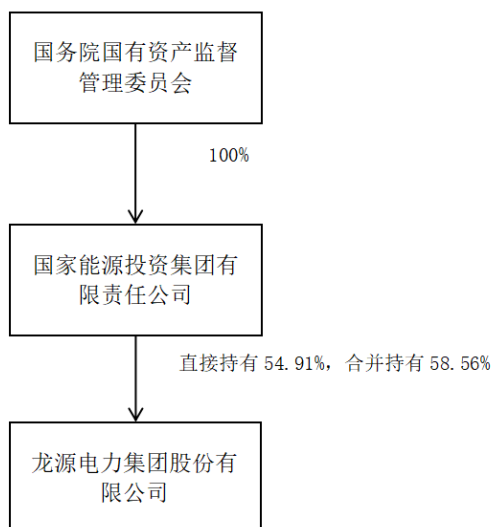 国务院国有资产监督
管理委员会
100%
国家能源投资集团有
限责任公司
直接持有 54.91%，合并持有 58.56%
龙源电力集团股份有
限公司